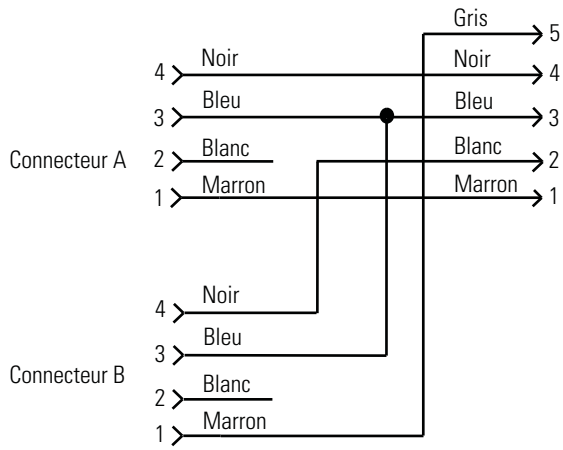 Gris 5
4 Noir Noir 4
3 Bleu Bleu 3
Connecteur A 2 Blanc Blanc 2
1 Marron Marron 1
4 Noir
3 Bleu
Connecteur B
2 Blanc
1 Marron